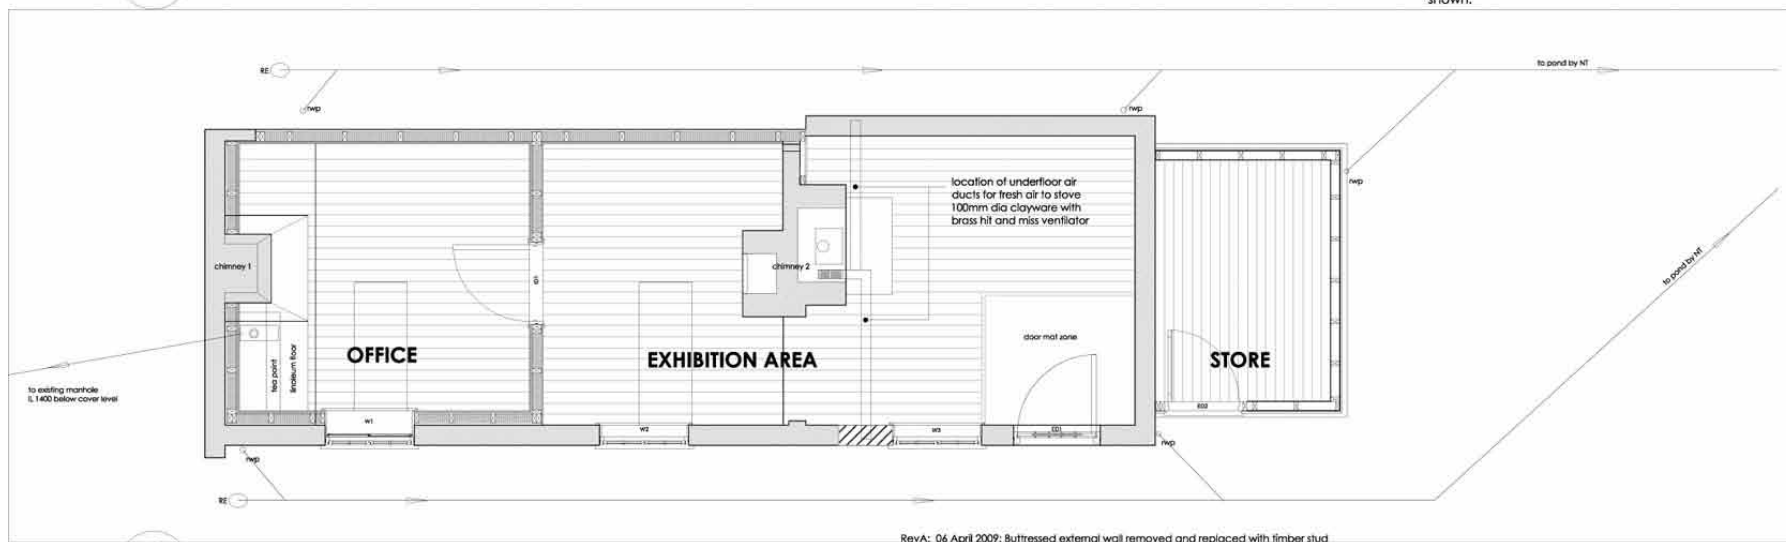 shown.
RE
rwp
rwp
to pond by NT
location of underfloor air
ducts for fresh air to stove
100mm dia clayware with
brass hit and miss ventilator
rwp
chimney 1
chimney 2
D1
to pond by NT
door mat zone
OFFICE
EXHIBITION AREA
STORE
tea point
linoleum floor
to existing manhole
IL 1400 below cover level
W1
W2
W3
ED1
ED2
rwp
rwp
RE
RevA: 06 April 2009: Buttressed external wall removed and replaced with timber stud